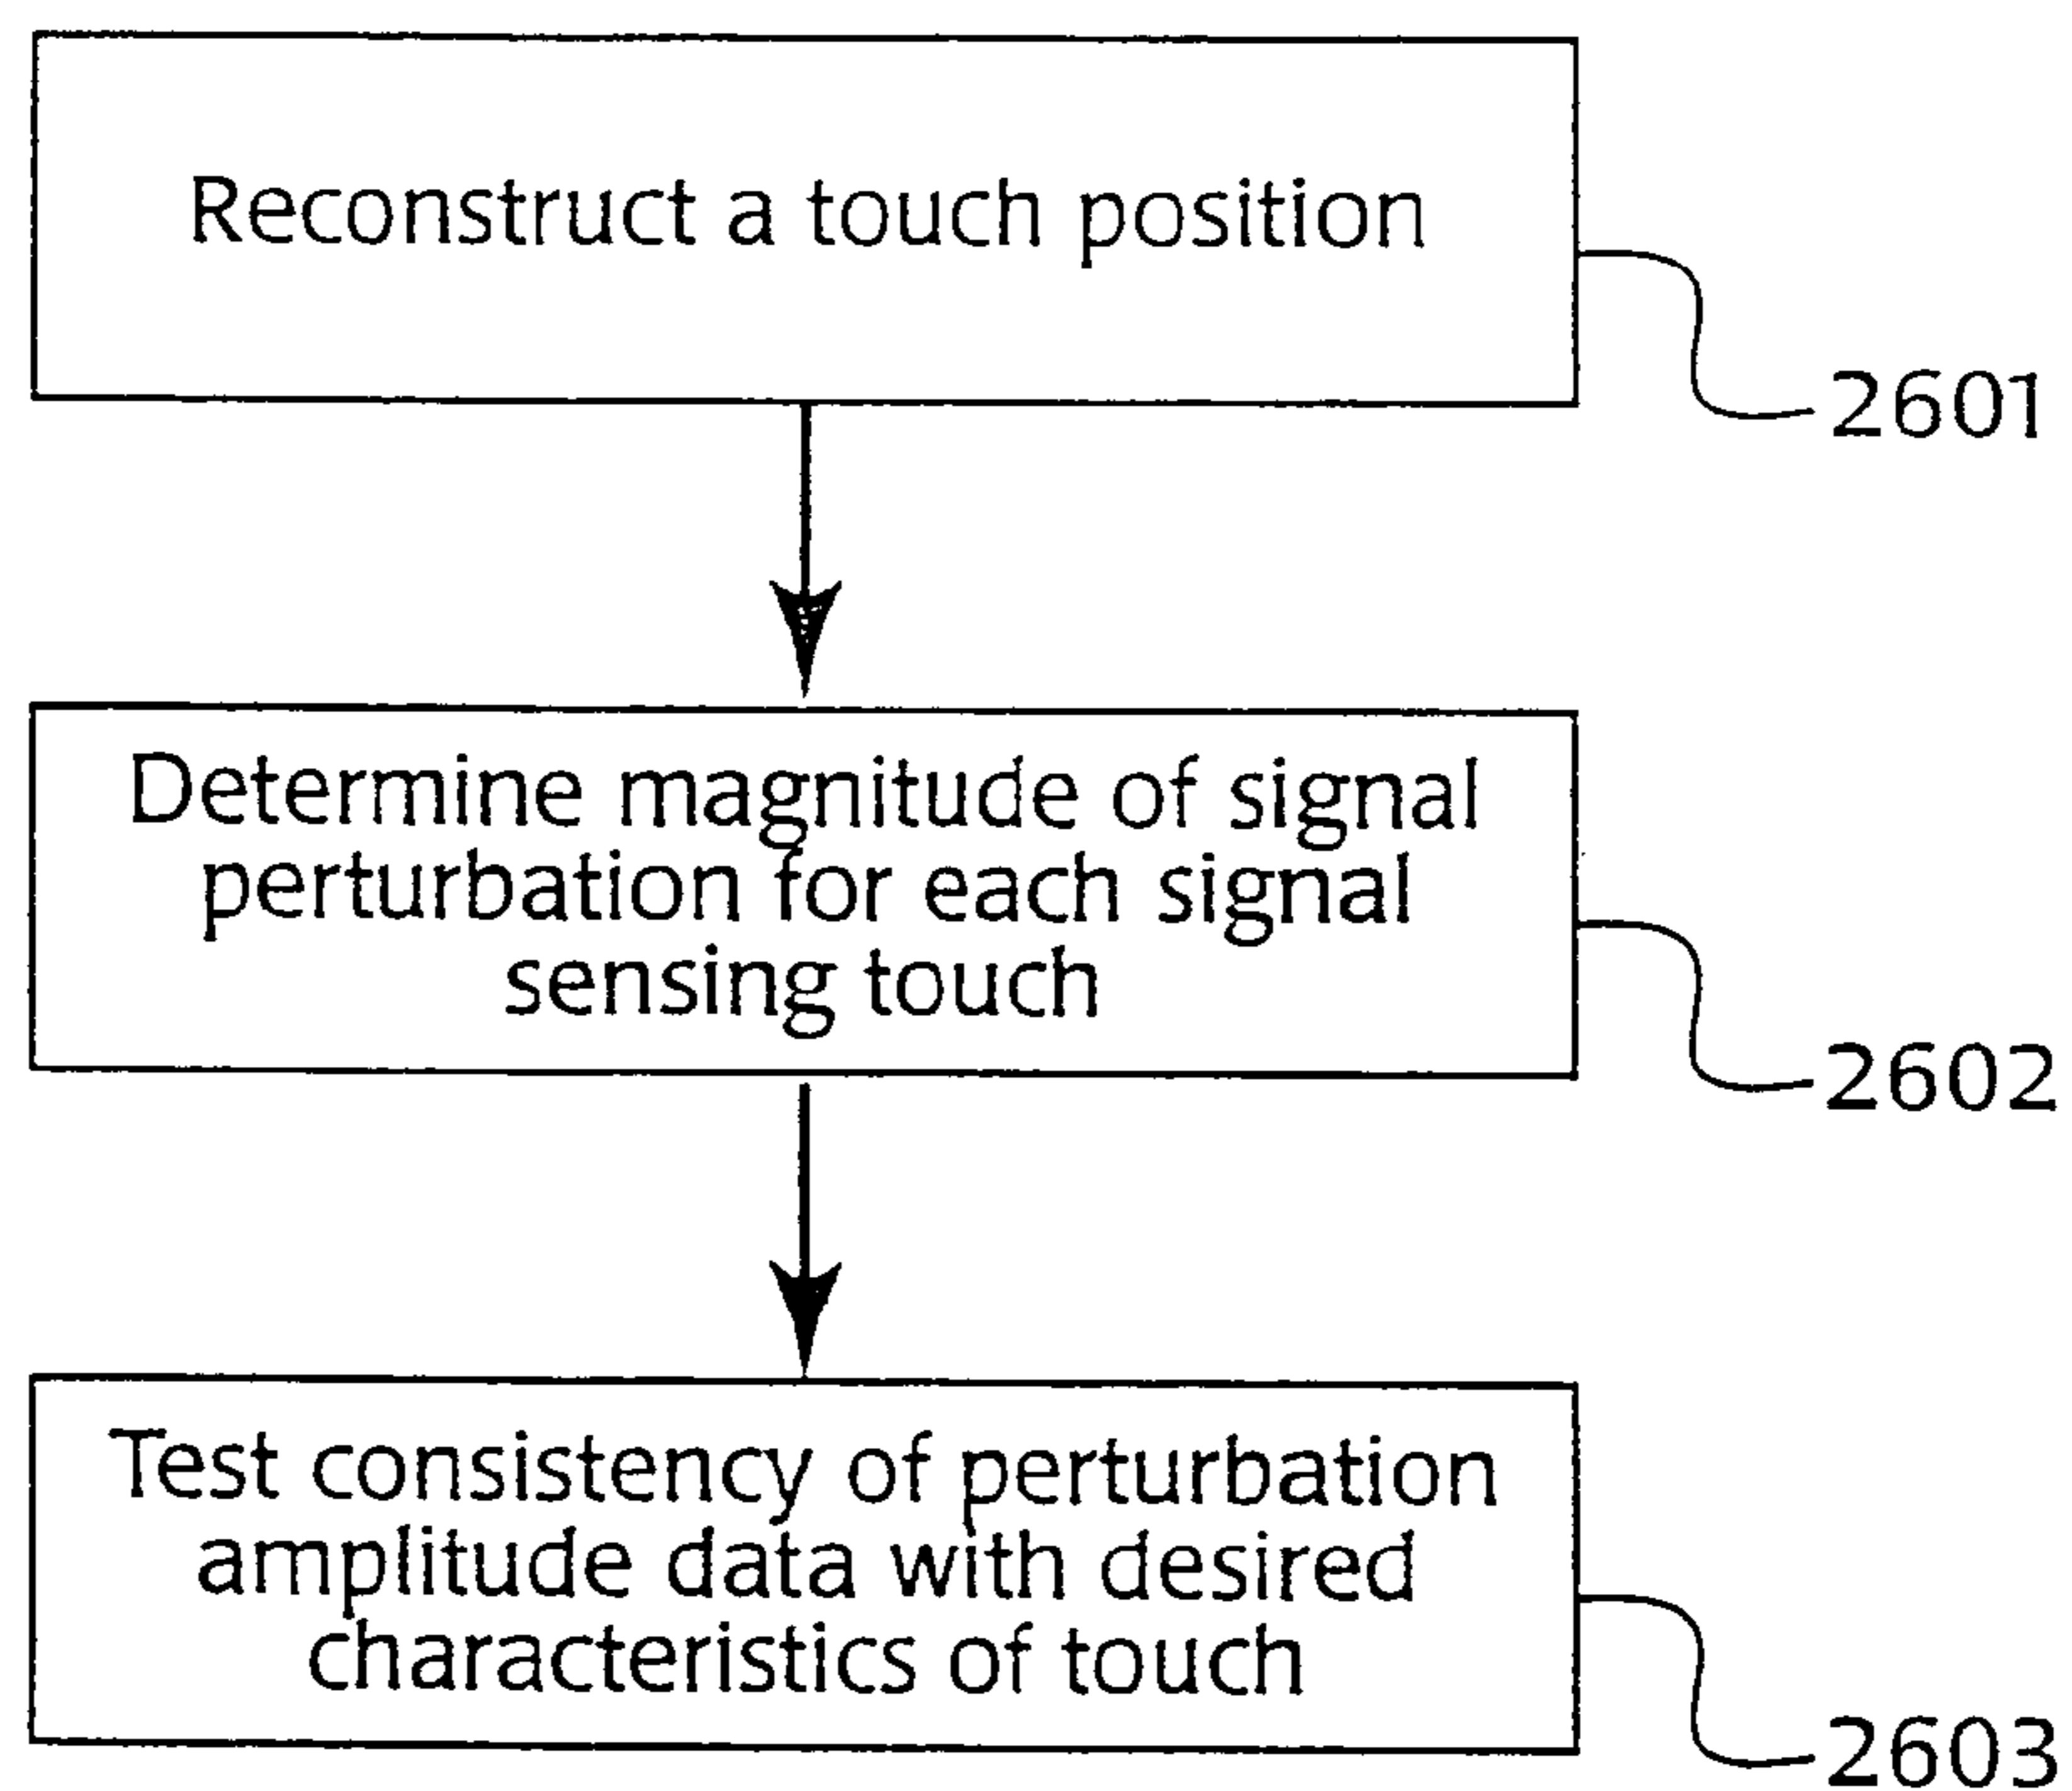 Reconstruct a touch position
2601
Determine magnitude of signal
perturbation for each signal
sensing touch
2602
Test consistency of perturbation
amplitude data with desired
characteristics of touch
2603